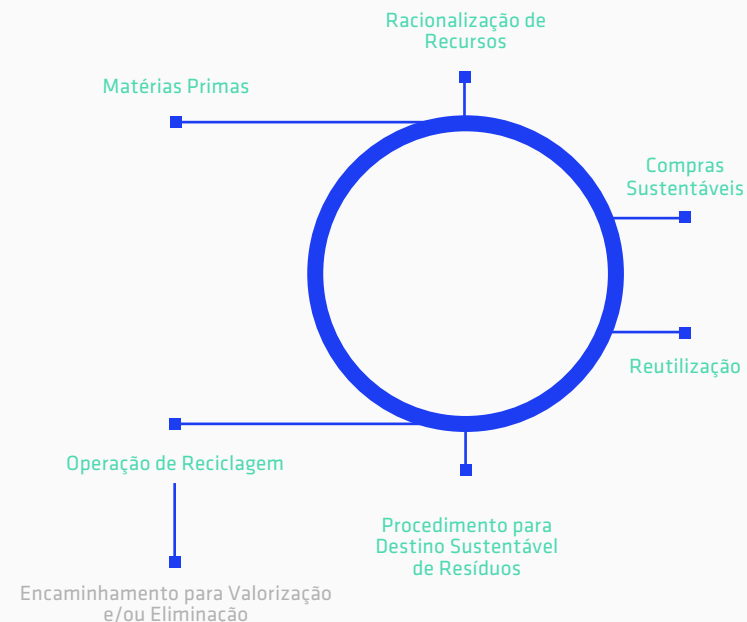 Racionalização de
Recursos
Matérias Primas
Compras
Sustentáveis
Reutilização
Operação de Reciclagem
Procedimento para
Destino Sustentável
de Resíduos
Encaminhamento para Valorização
e/ou Eliminação